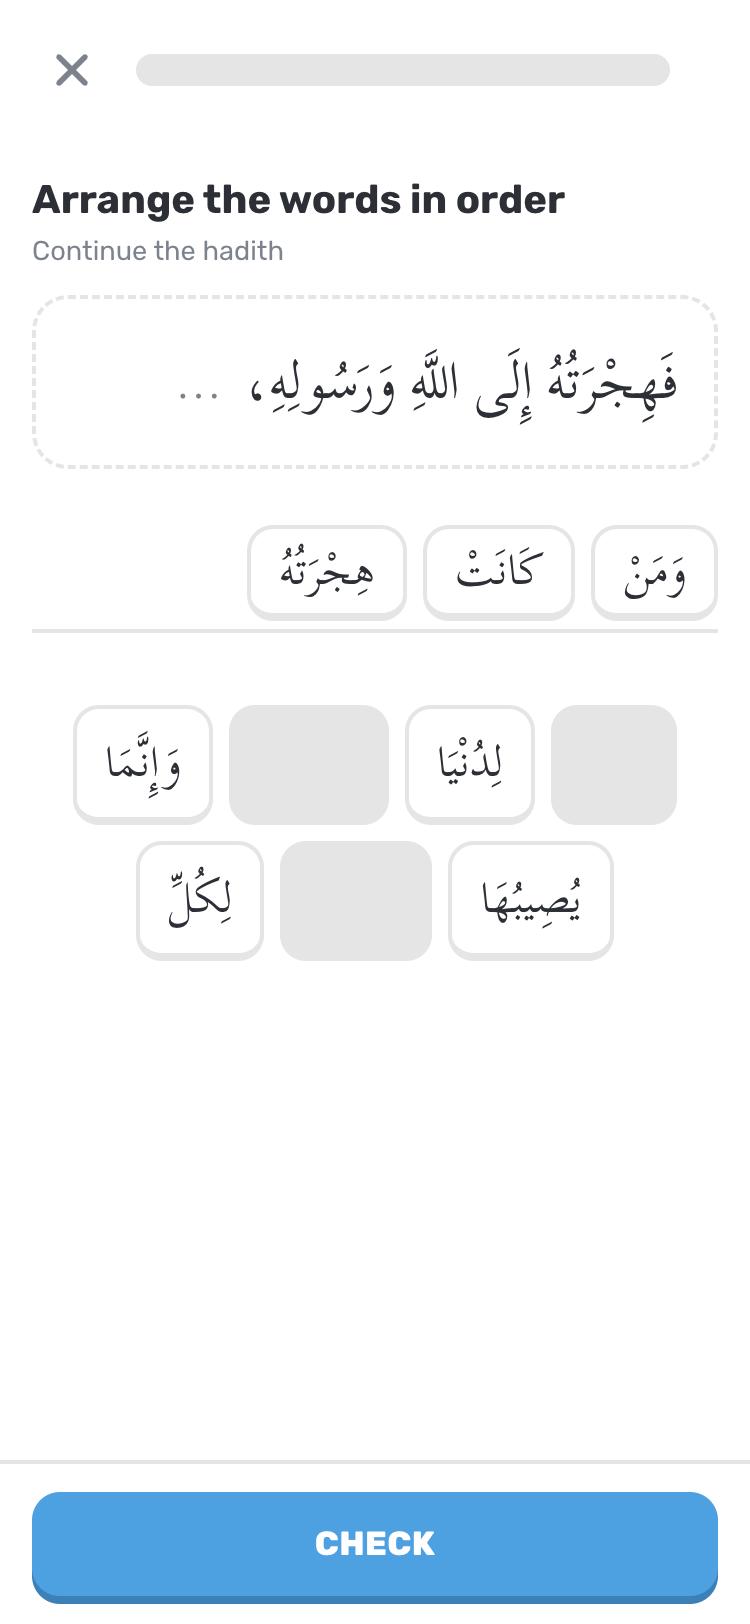 Arrange the words in order
Continue the hadith
فَهِجْرَتُهُ إِلَى اللَّهِ وَرَسُولِهِ، ...
وَمَنْ كَانَتْ هِجْرَتُهُ
لِدُنْيَا وَإِنَّمَا
يُصِيبُهَا لِكُلِّ
CHECK